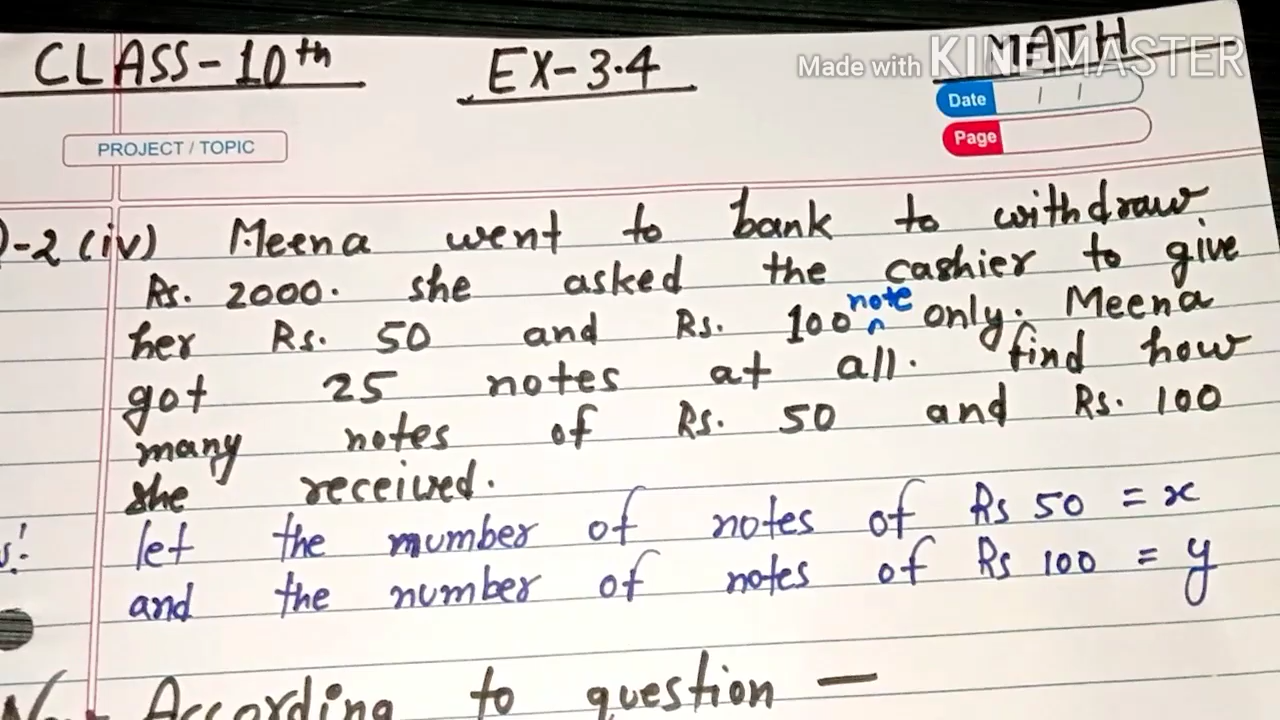 CLASS-10th EX-3.4 MATH
Made with KINEMASTER
Date
Page
PROJECT / TOPIC
-2 (iv) Meena went to bank to withdraw
Rs. 2000. she asked the cashier to give
her Rs. 50 and Rs. 100 note only. Meena
got 25 notes at all. find how
many notes of Rs. 50 and Rs. 100
she received.
let the number of notes of Rs 50 = x
and the number of notes of Rs 100 = y
According to question —